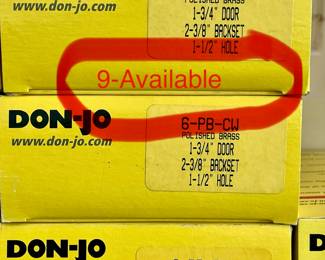 www.don-jo.com
POLISHED BRASS
1-3/4" DOOR
2-3/8" BACKSET
1-1/2" HOLE
9-Available
DON-JO
www.don-jo.com
6-PB-CW
POLISHED BRASS
1-3/4" DOOR
2-3/8" BACKSET
1-1/2" HOLE
DON-JO